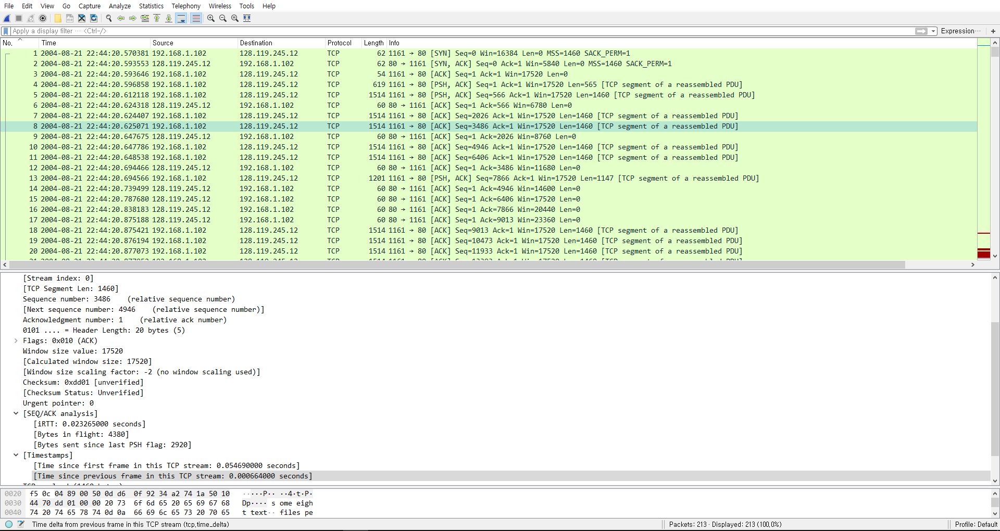 File Edit View Go Capture Analyze Statistics Telephony Wireless Tools Help
Apply a display filter ··· <Ctrl-/> Expression··· +
No. Time Source Destination Protocol Length Info
1 2004-08-21 22:44:20.570381 192.168.1.102 128.119.245.12 TCP 62 1161 → 80 [SYN] Seq=0 Win=16384 Len=0 MSS=1460 SACK_PERM=1
2 2004-08-21 22:44:20.593553 128.119.245.12 192.168.1.102 TCP 62 80 → 1161 [SYN, ACK] Seq=0 Ack=1 Win=5840 Len=0 MSS=1460 SACK_PERM=1
3 2004-08-21 22:44:20.593646 192.168.1.102 128.119.245.12 TCP 54 1161 → 80 [ACK] Seq=1 Ack=1 Win=17520 Len=0
4 2004-08-21 22:44:20.596858 192.168.1.102 128.119.245.12 TCP 619 1161 → 80 [PSH, ACK] Seq=1 Ack=1 Win=17520 Len=565 [TCP segment of a reassembled PDU]
5 2004-08-21 22:44:20.612118 192.168.1.102 128.119.245.12 TCP 1514 1161 → 80 [PSH, ACK] Seq=566 Ack=1 Win=17520 Len=1460 [TCP segment of a reassembled PDU]
6 2004-08-21 22:44:20.624318 128.119.245.12 192.168.1.102 TCP 60 80 → 1161 [ACK] Seq=1 Ack=566 Win=6780 Len=0
7 2004-08-21 22:44:20.624407 192.168.1.102 128.119.245.12 TCP 1514 1161 → 80 [ACK] Seq=2026 Ack=1 Win=17520 Len=1460 [TCP segment of a reassembled PDU]
8 2004-08-21 22:44:20.625071 192.168.1.102 128.119.245.12 TCP 1514 1161 → 80 [ACK] Seq=3486 Ack=1 Win=17520 Len=1460 [TCP segment of a reassembled PDU]
9 2004-08-21 22:44:20.647675 128.119.245.12 192.168.1.102 TCP 60 80 → 1161 [ACK] Seq=1 Ack=2026 Win=8760 Len=0
10 2004-08-21 22:44:20.647786 192.168.1.102 128.119.245.12 TCP 1514 1161 → 80 [ACK] Seq=4946 Ack=1 Win=17520 Len=1460 [TCP segment of a reassembled PDU]
11 2004-08-21 22:44:20.648538 192.168.1.102 128.119.245.12 TCP 1514 1161 → 80 [ACK] Seq=6406 Ack=1 Win=17520 Len=1460 [TCP segment of a reassembled PDU]
12 2004-08-21 22:44:20.694466 128.119.245.12 192.168.1.102 TCP 60 80 → 1161 [ACK] Seq=1 Ack=3486 Win=11680 Len=0
13 2004-08-21 22:44:20.694566 192.168.1.102 128.119.245.12 TCP 1201 1161 → 80 [PSH, ACK] Seq=7866 Ack=1 Win=17520 Len=1147 [TCP segment of a reassembled PDU]
14 2004-08-21 22:44:20.739499 128.119.245.12 192.168.1.102 TCP 60 80 → 1161 [ACK] Seq=1 Ack=4946 Win=14600 Len=0
15 2004-08-21 22:44:20.787680 128.119.245.12 192.168.1.102 TCP 60 80 → 1161 [ACK] Seq=1 Ack=6406 Win=17520 Len=0
16 2004-08-21 22:44:20.838183 128.119.245.12 192.168.1.102 TCP 60 80 → 1161 [ACK] Seq=1 Ack=7866 Win=20440 Len=0
17 2004-08-21 22:44:20.875188 128.119.245.12 192.168.1.102 TCP 60 80 → 1161 [ACK] Seq=1 Ack=9013 Win=23360 Len=0
18 2004-08-21 22:44:20.875421 192.168.1.102 128.119.245.12 TCP 1514 1161 → 80 [ACK] Seq=9013 Ack=1 Win=17520 Len=1460 [TCP segment of a reassembled PDU]
19 2004-08-21 22:44:20.876194 192.168.1.102 128.119.245.12 TCP 1514 1161 → 80 [ACK] Seq=10473 Ack=1 Win=17520 Len=1460 [TCP segment of a reassembled PDU]
20 2004-08-21 22:44:20.877073 192.168.1.102 128.119.245.12 TCP 1514 1161 → 80 [ACK] Seq=11933 Ack=1 Win=17520 Len=1460 [TCP segment of a reassembled PDU]
[Stream index: 0]
[TCP Segment Len: 1460]
Sequence number: 3486 (relative sequence number)
[Next sequence number: 4946 (relative sequence number)]
Acknowledgment number: 1 (relative ack number)
0101 .... = Header Length: 20 bytes (5)
Flags: 0x010 (ACK)
Window size value: 17520
[Calculated window size: 17520]
[Window size scaling factor: -2 (no window scaling used)]
Checksum: 0xdd01 [unverified]
[Checksum Status: Unverified]
Urgent pointer: 0
[SEQ/ACK analysis]
[iRTT: 0.023265000 seconds]
[Bytes in flight: 4380]
[Bytes sent since last PSH flag: 2920]
[Timestamps]
[Time since first frame in this TCP stream: 0.054690000 seconds]
[Time since previous frame in this TCP stream: 0.000664000 seconds]
0020 f5 0c 04 89 00 50 0d d6 0f 92 34 a2 74 1a 50 10 ·····P·· ··4·t·P·
0030 44 70 dd 01 00 00 20 73 6f 6d 65 20 65 69 67 68 Dp···· s ome eigh
0040 74 20 74 65 78 74 0d 0a 66 69 6c 65 73 20 70 65 t text·· files pe
Time delta from previous frame in this TCP stream (tcp.time_delta) Packets: 213 · Displayed: 213 (100.0%) Profile: Default